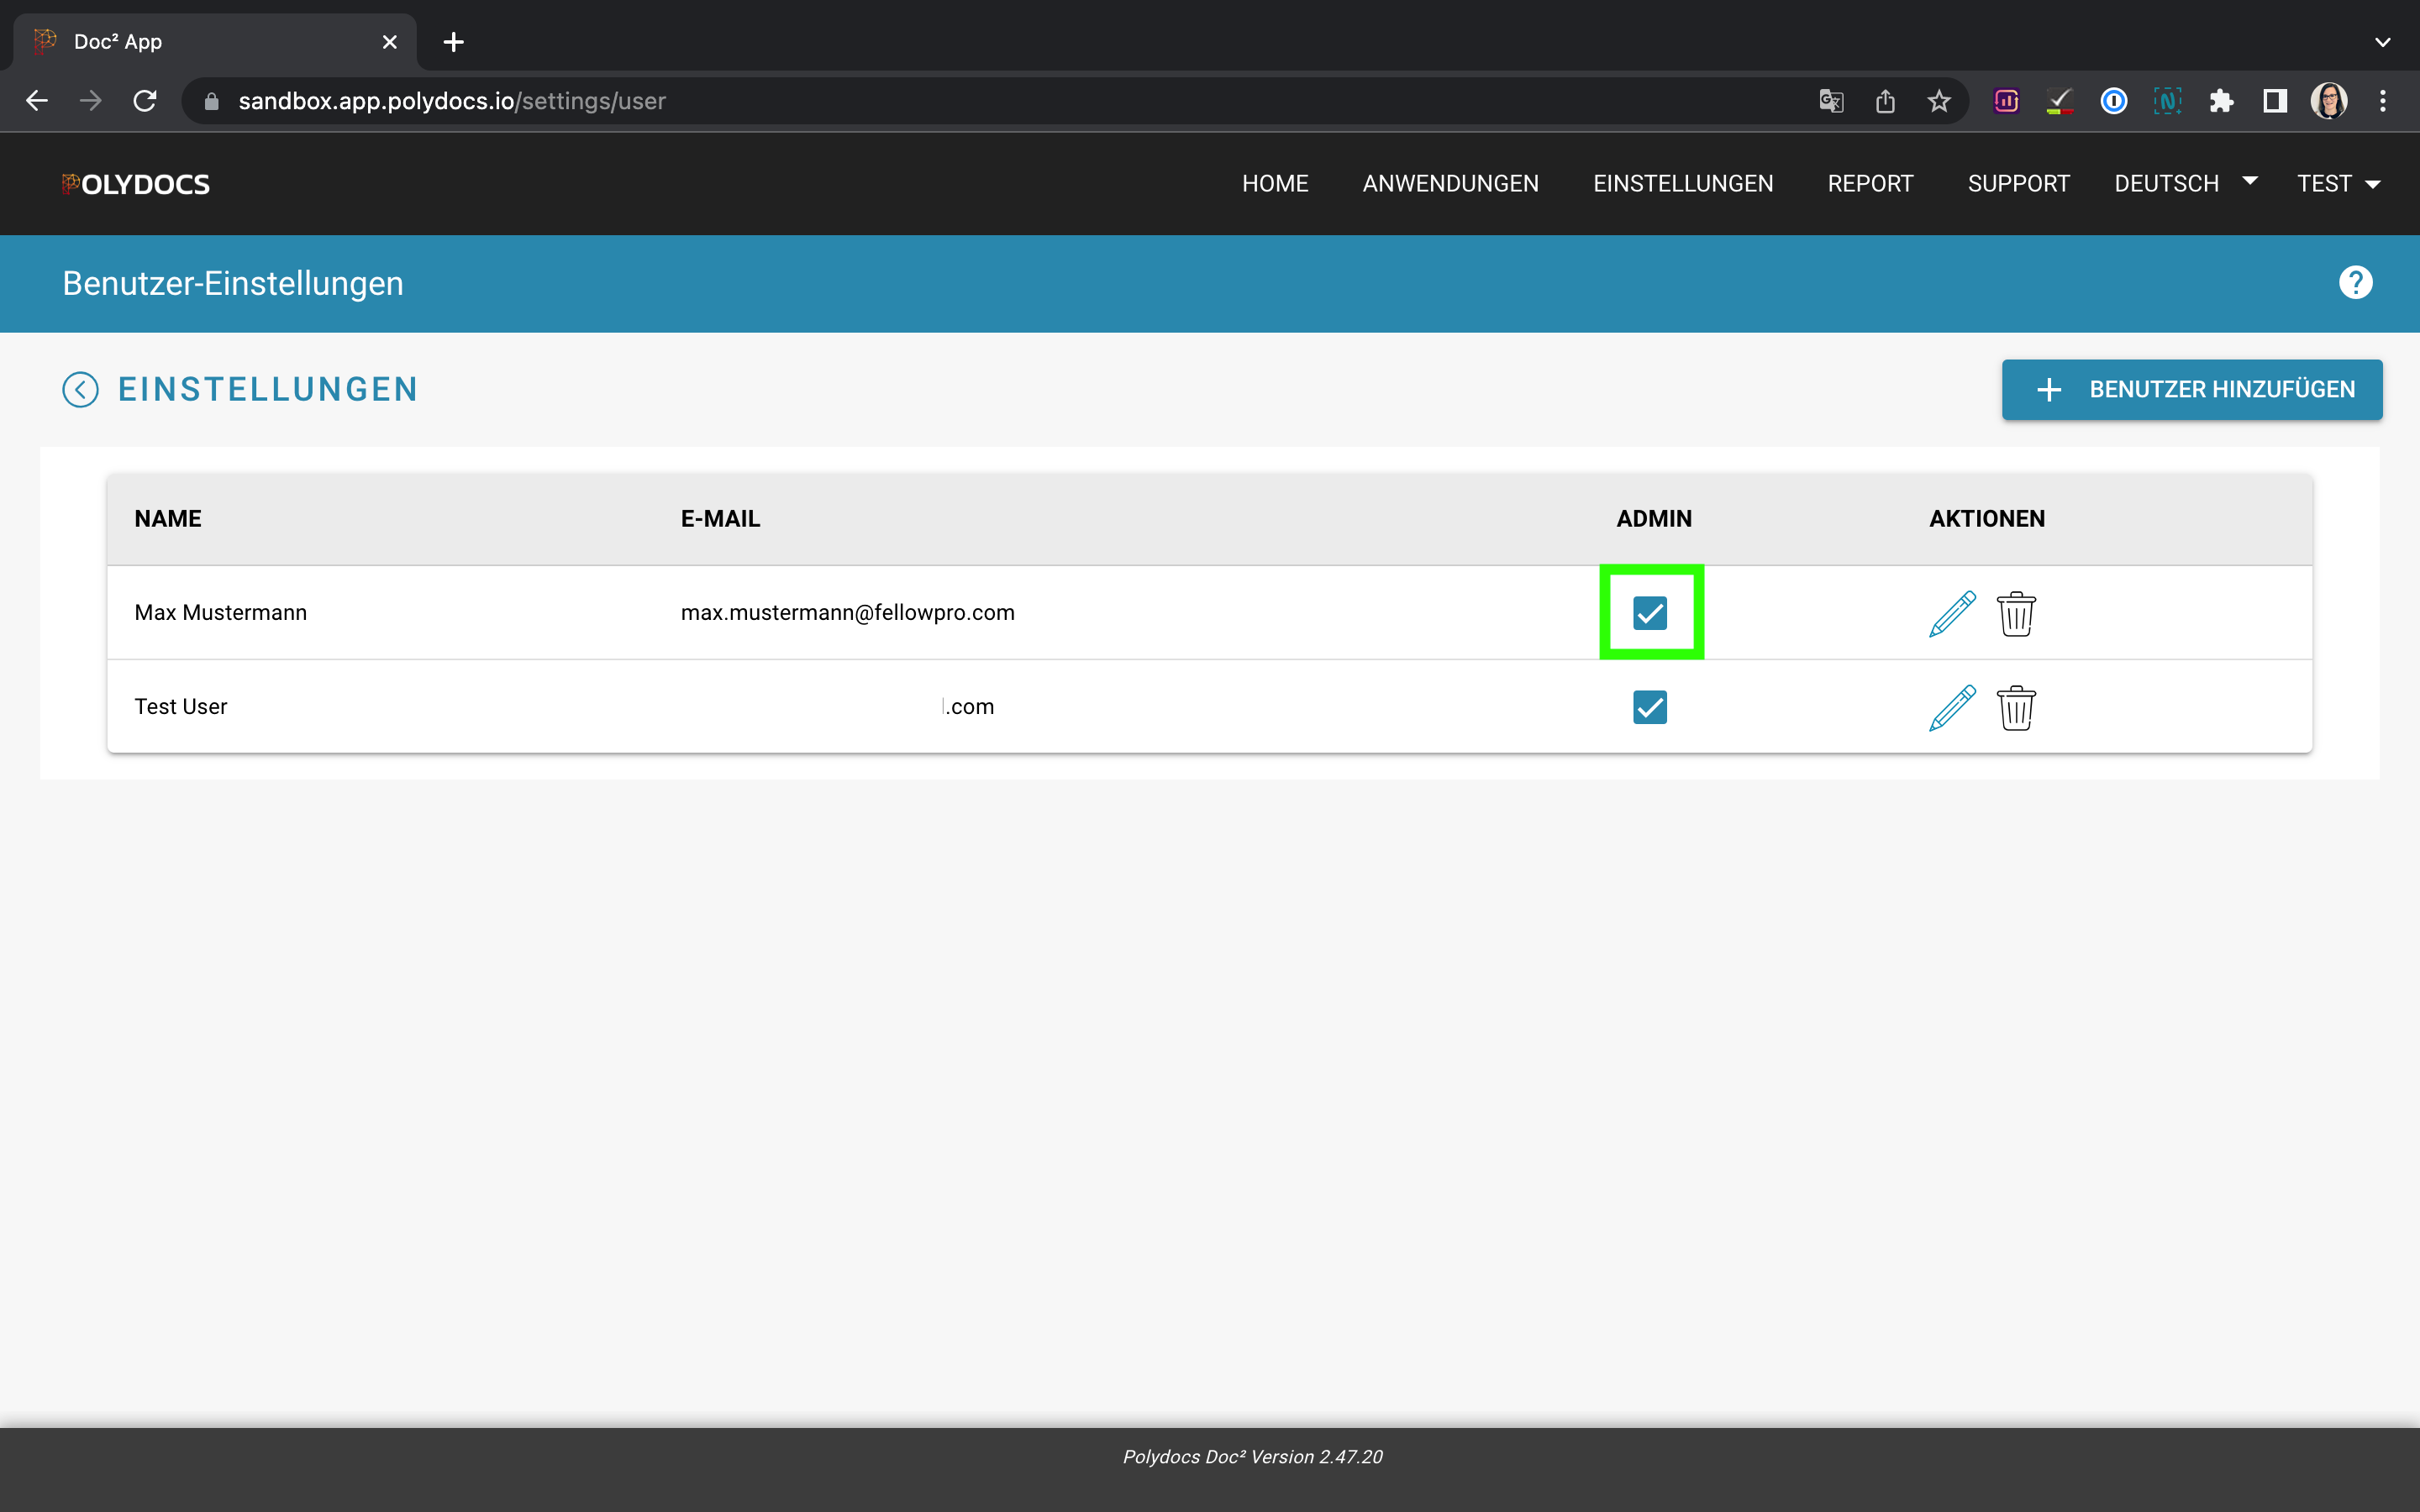 Doc² App
sandbox.app.polydocs.io/settings/user
POLYDOCS
HOME
ANWENDUNGEN
EINSTELLUNGEN
REPORT
SUPPORT
DEUTSCH
TEST
Benutzer-Einstellungen
EINSTELLUNGEN
BENUTZER HINZUFÜGEN
NAME E-MAIL ADMIN AKTIONEN
Max Mustermann max.mustermann@fellowpro.com
Test User .com
Polydocs Doc² Version 2.47.20